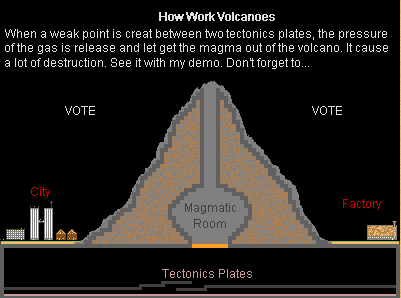 How Work Volcanoes
When a weak point is creat between two tectonics plates, the pressure
of the gas is release and let get the magma out of the volcano. It cause
a lot of destruction. See it with my demo. Don't forget to...
VOTE
VOTE
City
Factory
Magmatic
Room
Tectonics Plates